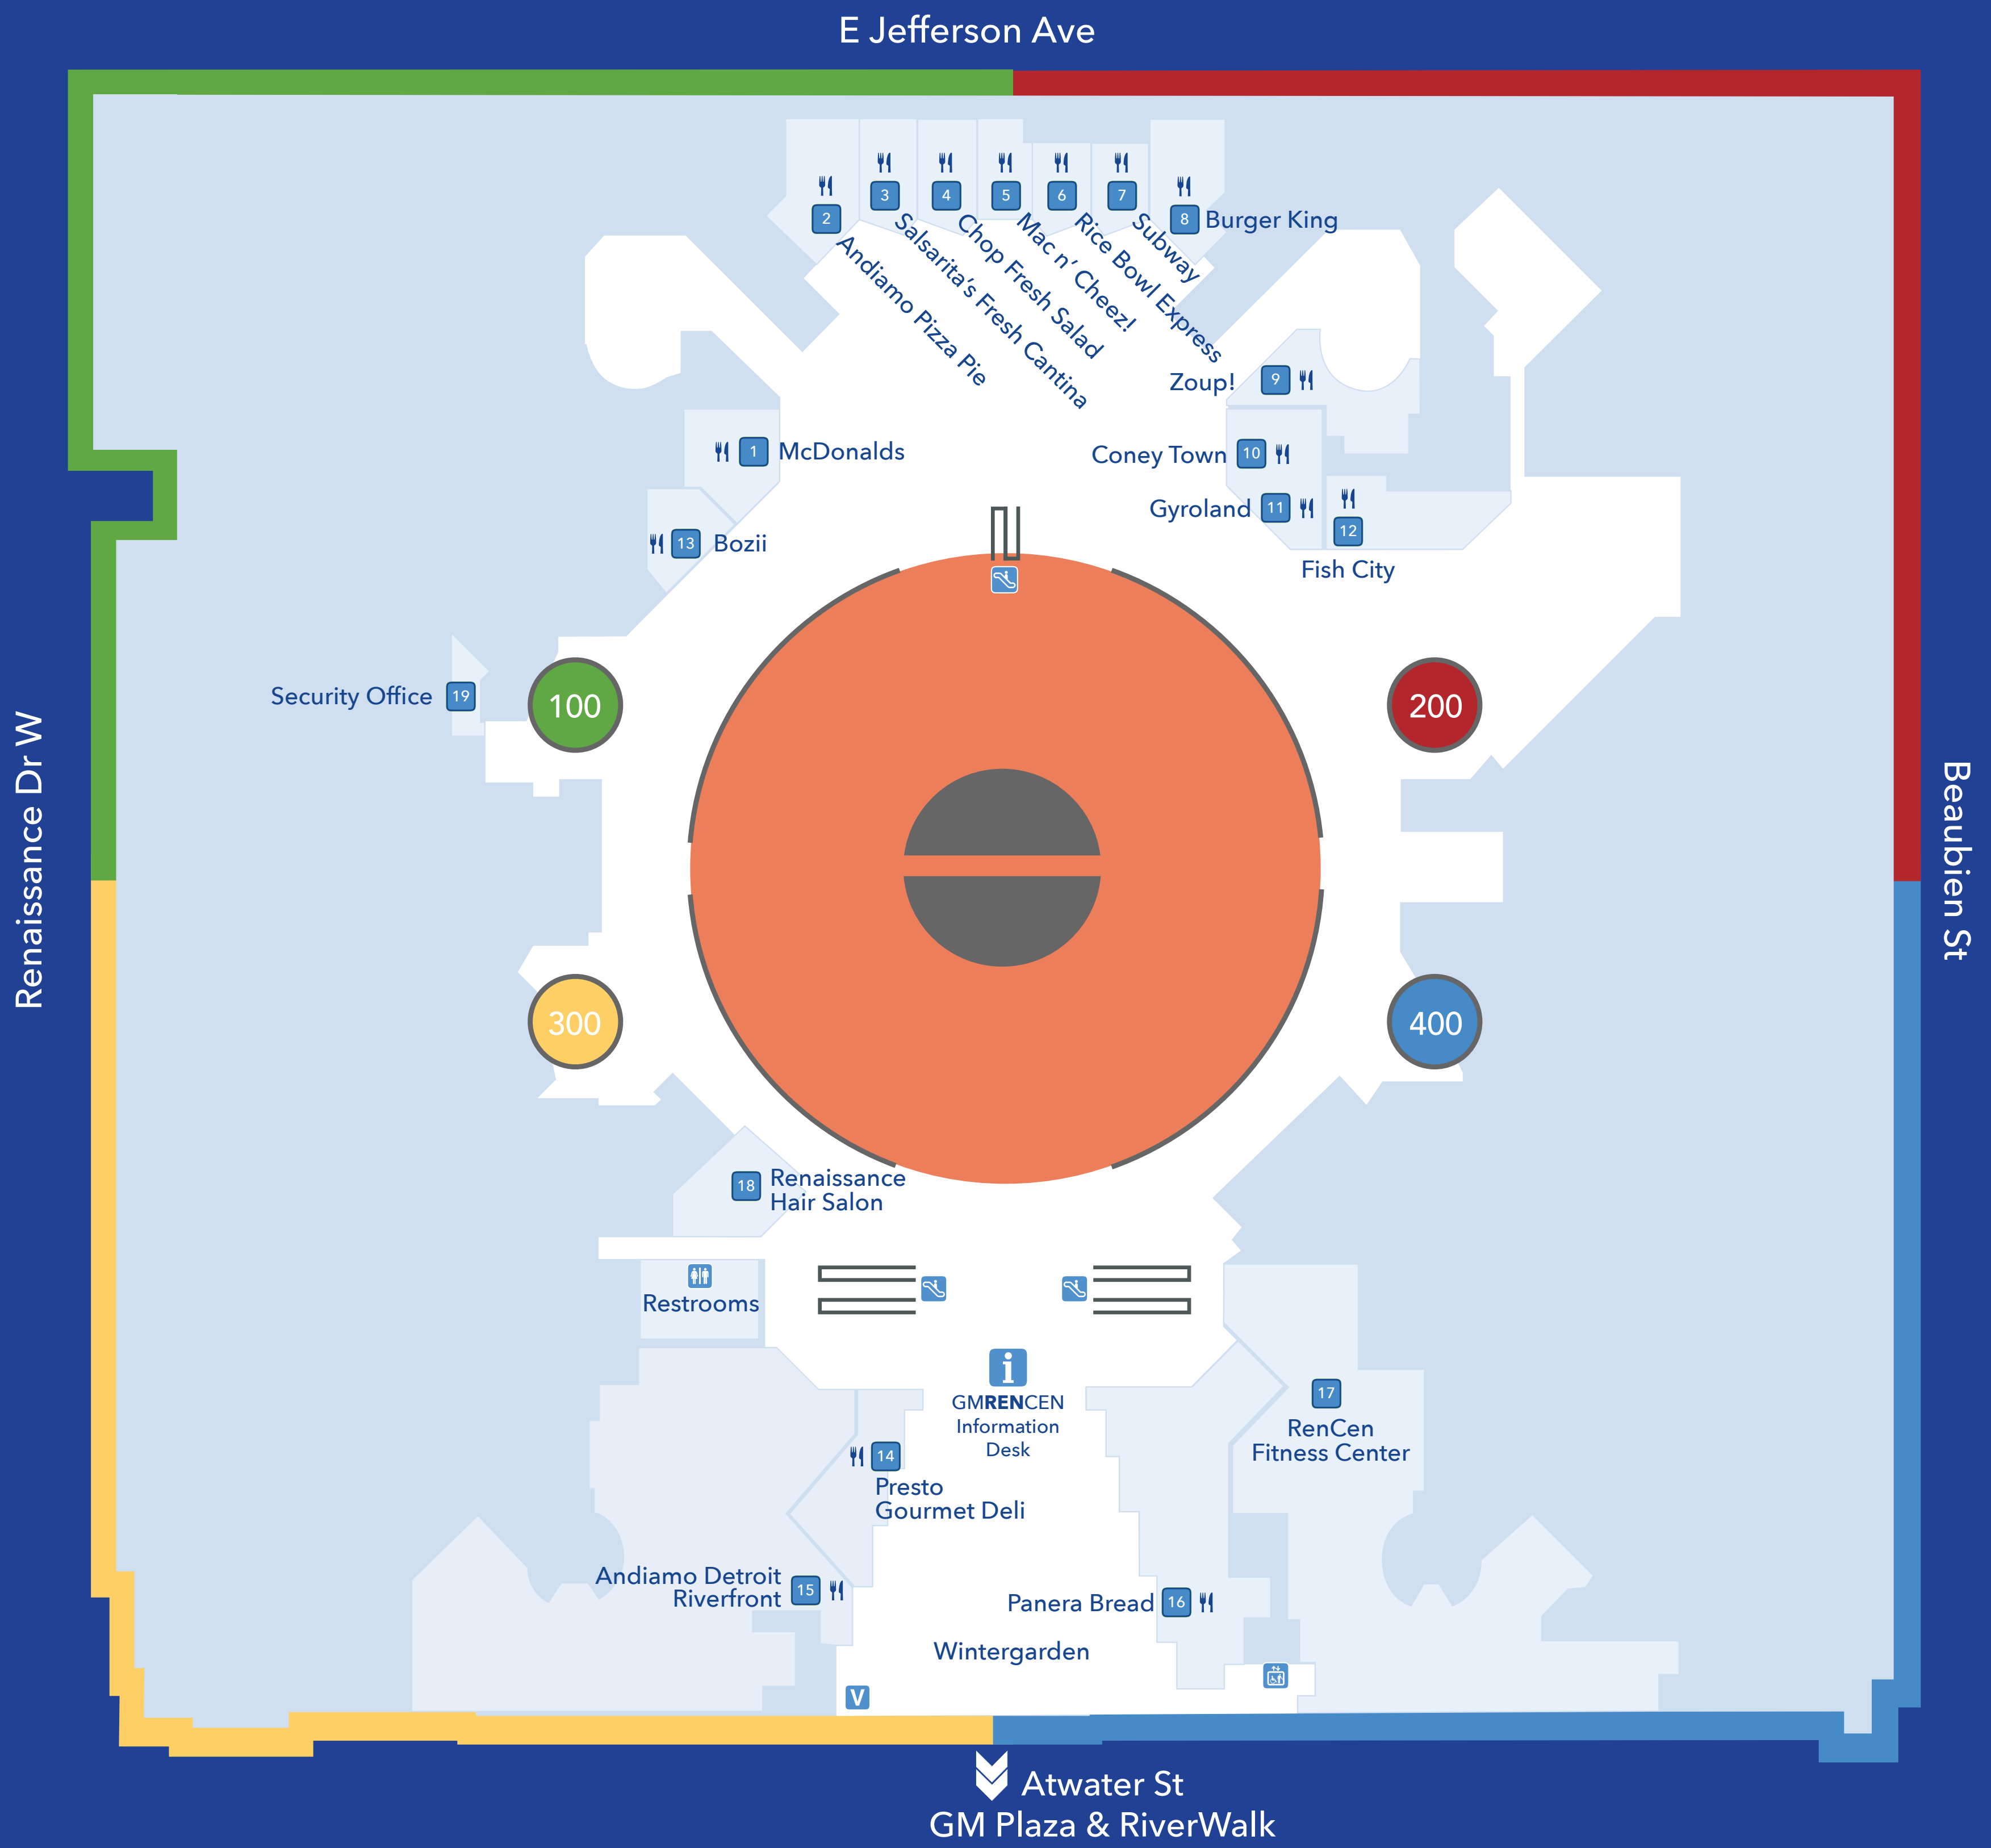 E Jefferson Ave
2
Andiamo Pizza Pie
3
Salsarita's Fresh Cantina
4
Chop Fresh Salad
5
Mac n' Cheez!
6
Rice Bowl Express
7
Subway
8 Burger King
Zoup! 9
1 McDonalds
Coney Town 10
Gyroland 11
12
Fish City
13 Bozii
Security Office 19
100
200
Renaissance Dr W
Beaubien St
300
400
18 Renaissance
Hair Salon
Restrooms
i
GMRENCEN
Information
Desk
17
RenCen
Fitness Center
14
Presto
Gourmet Deli
Andiamo Detroit
Riverfront
15
Panera Bread 16
Wintergarden
V
Atwater St
GM Plaza & RiverWalk